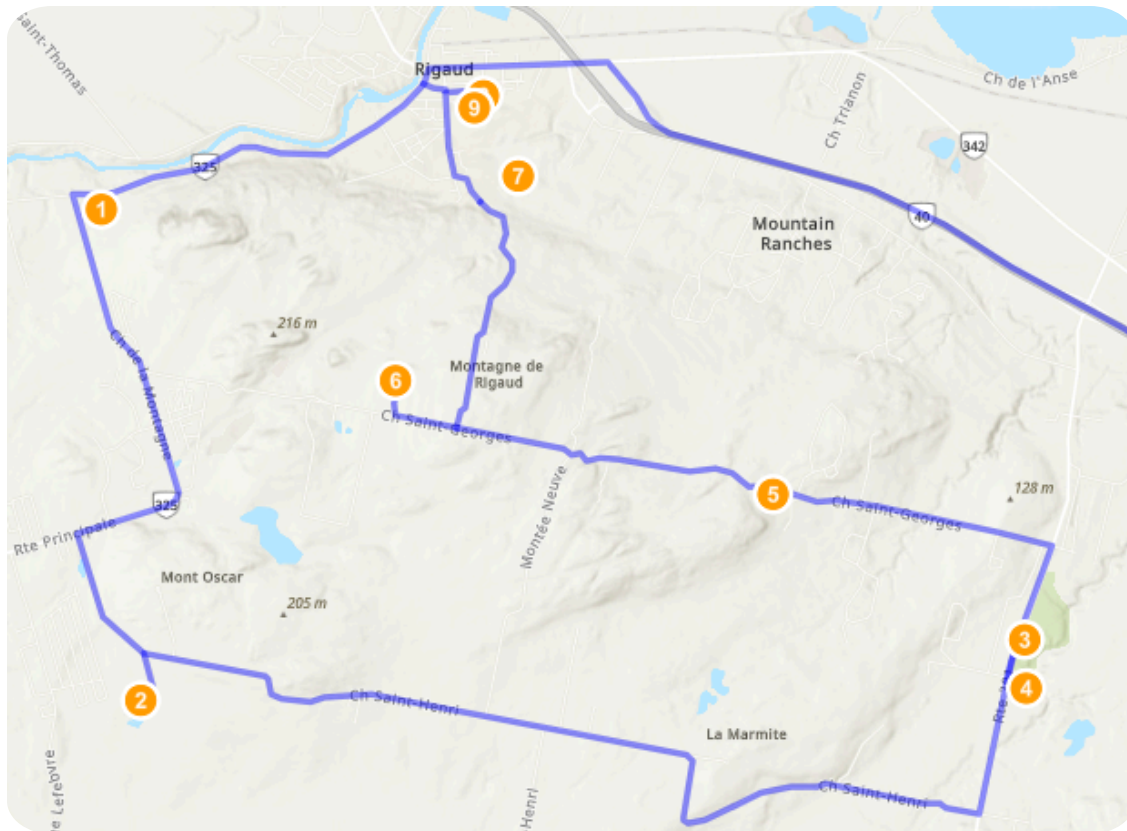 Saint-Thomas
Rigaud
Ch de l'Anse
Ch Trianon
9
342
325
7
1
40
Mountain
Ranches
216 m
Ch de la Montagne
Montagne de
Rigaud
6
Ch Saint-Georges
Montée Neuve
5
128 m
325
Ch Saint-Georges
Rte Principale
Mont Oscar
205 m
3
4
2
Ch Saint-Henri
Rte
La Marmite
Ch Saint-Henri
Lefebvre